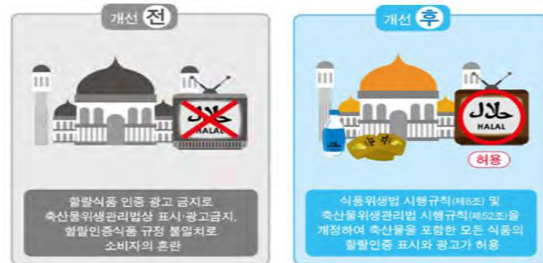 개선 전
حلال
HALAL
할랄식품 인증 광고 금지로
축산물위생관리법상 표시·광고금지,
할랄인증식품 규정 불일치로
소비자의 혼란
개선 후
حلال
HALAL
허용
식품위생법 시행규칙(제8조) 및
축산물위생관리법 시행규칙(제52조)을
개정하여 축산물을 포함한 모든 식품의
할랄인증 표시와 광고가 허용